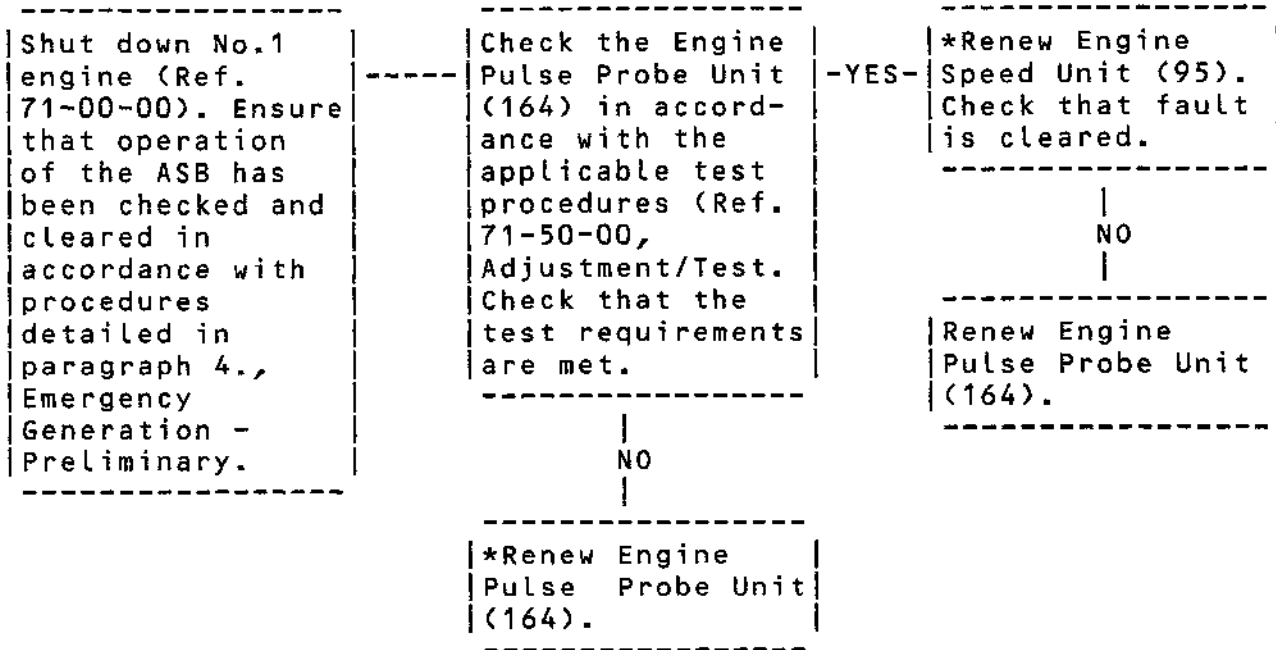 Shut down No.1
engine (Ref.
71-00-00). Ensure
that operation
of the ASB has
been checked and
cleared in
accordance with
procedures
detailed in
paragraph 4.,
Emergency
Generation -
Preliminary.
Check the Engine
Pulse Probe Unit
(164) in accord-
ance with the
applicable test
procedures (Ref.
71-50-00,
Adjustment/Test.
Check that the
test requirements
are met.
YES
*Renew Engine
Speed Unit (95).
Check that fault
is cleared.
NO
Renew Engine
Pulse Probe Unit
(164).
NO
*Renew Engine
Pulse Probe Unit
(164).